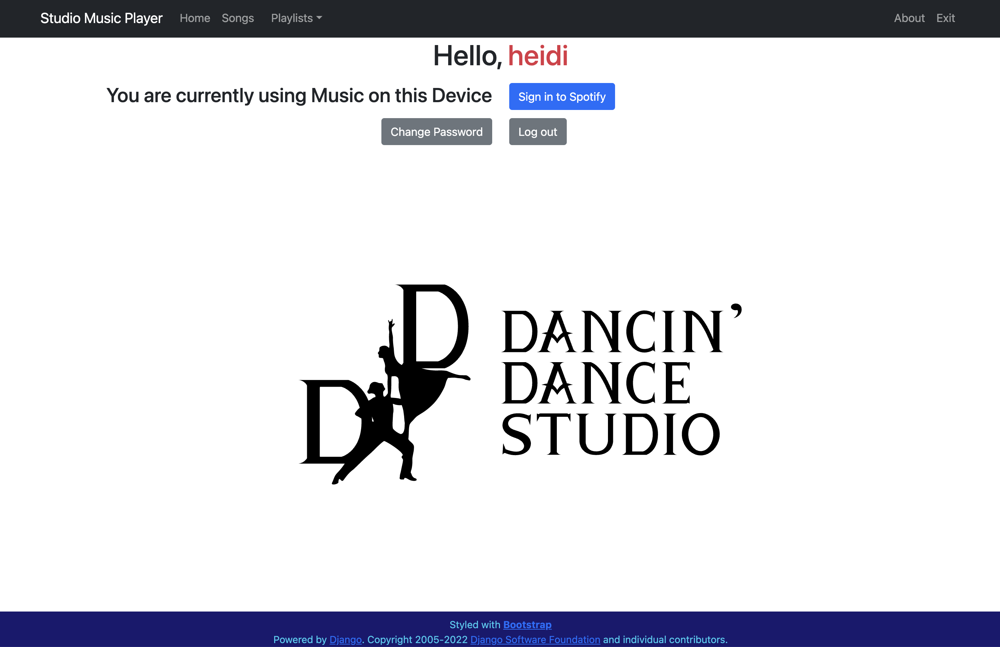 Studio Music Player Home Songs Playlists About Exit
Hello, heidi
You are currently using Music on this Device Sign in to Spotify
Change Password Log out
D
D
DANCIN’
DANCE
STUDIO
Styled with Bootstrap
Powered by Django. Copyright 2005-2022 Django Software Foundation and individual contributors.